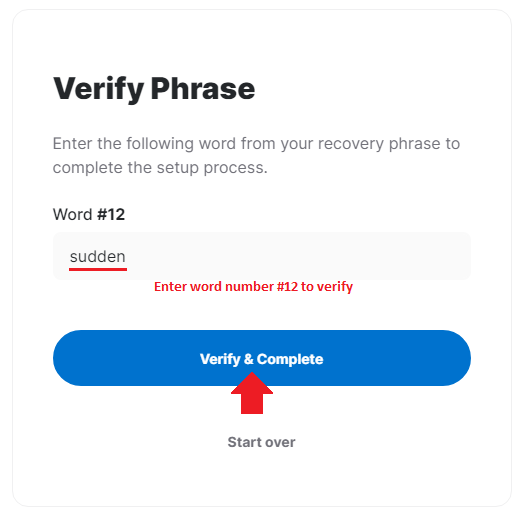 Verify Phrase
Enter the following word from your recovery phrase to
complete the setup process.
Word #12
sudden
Enter word number #12 to verify
Verify & Complete
Start over